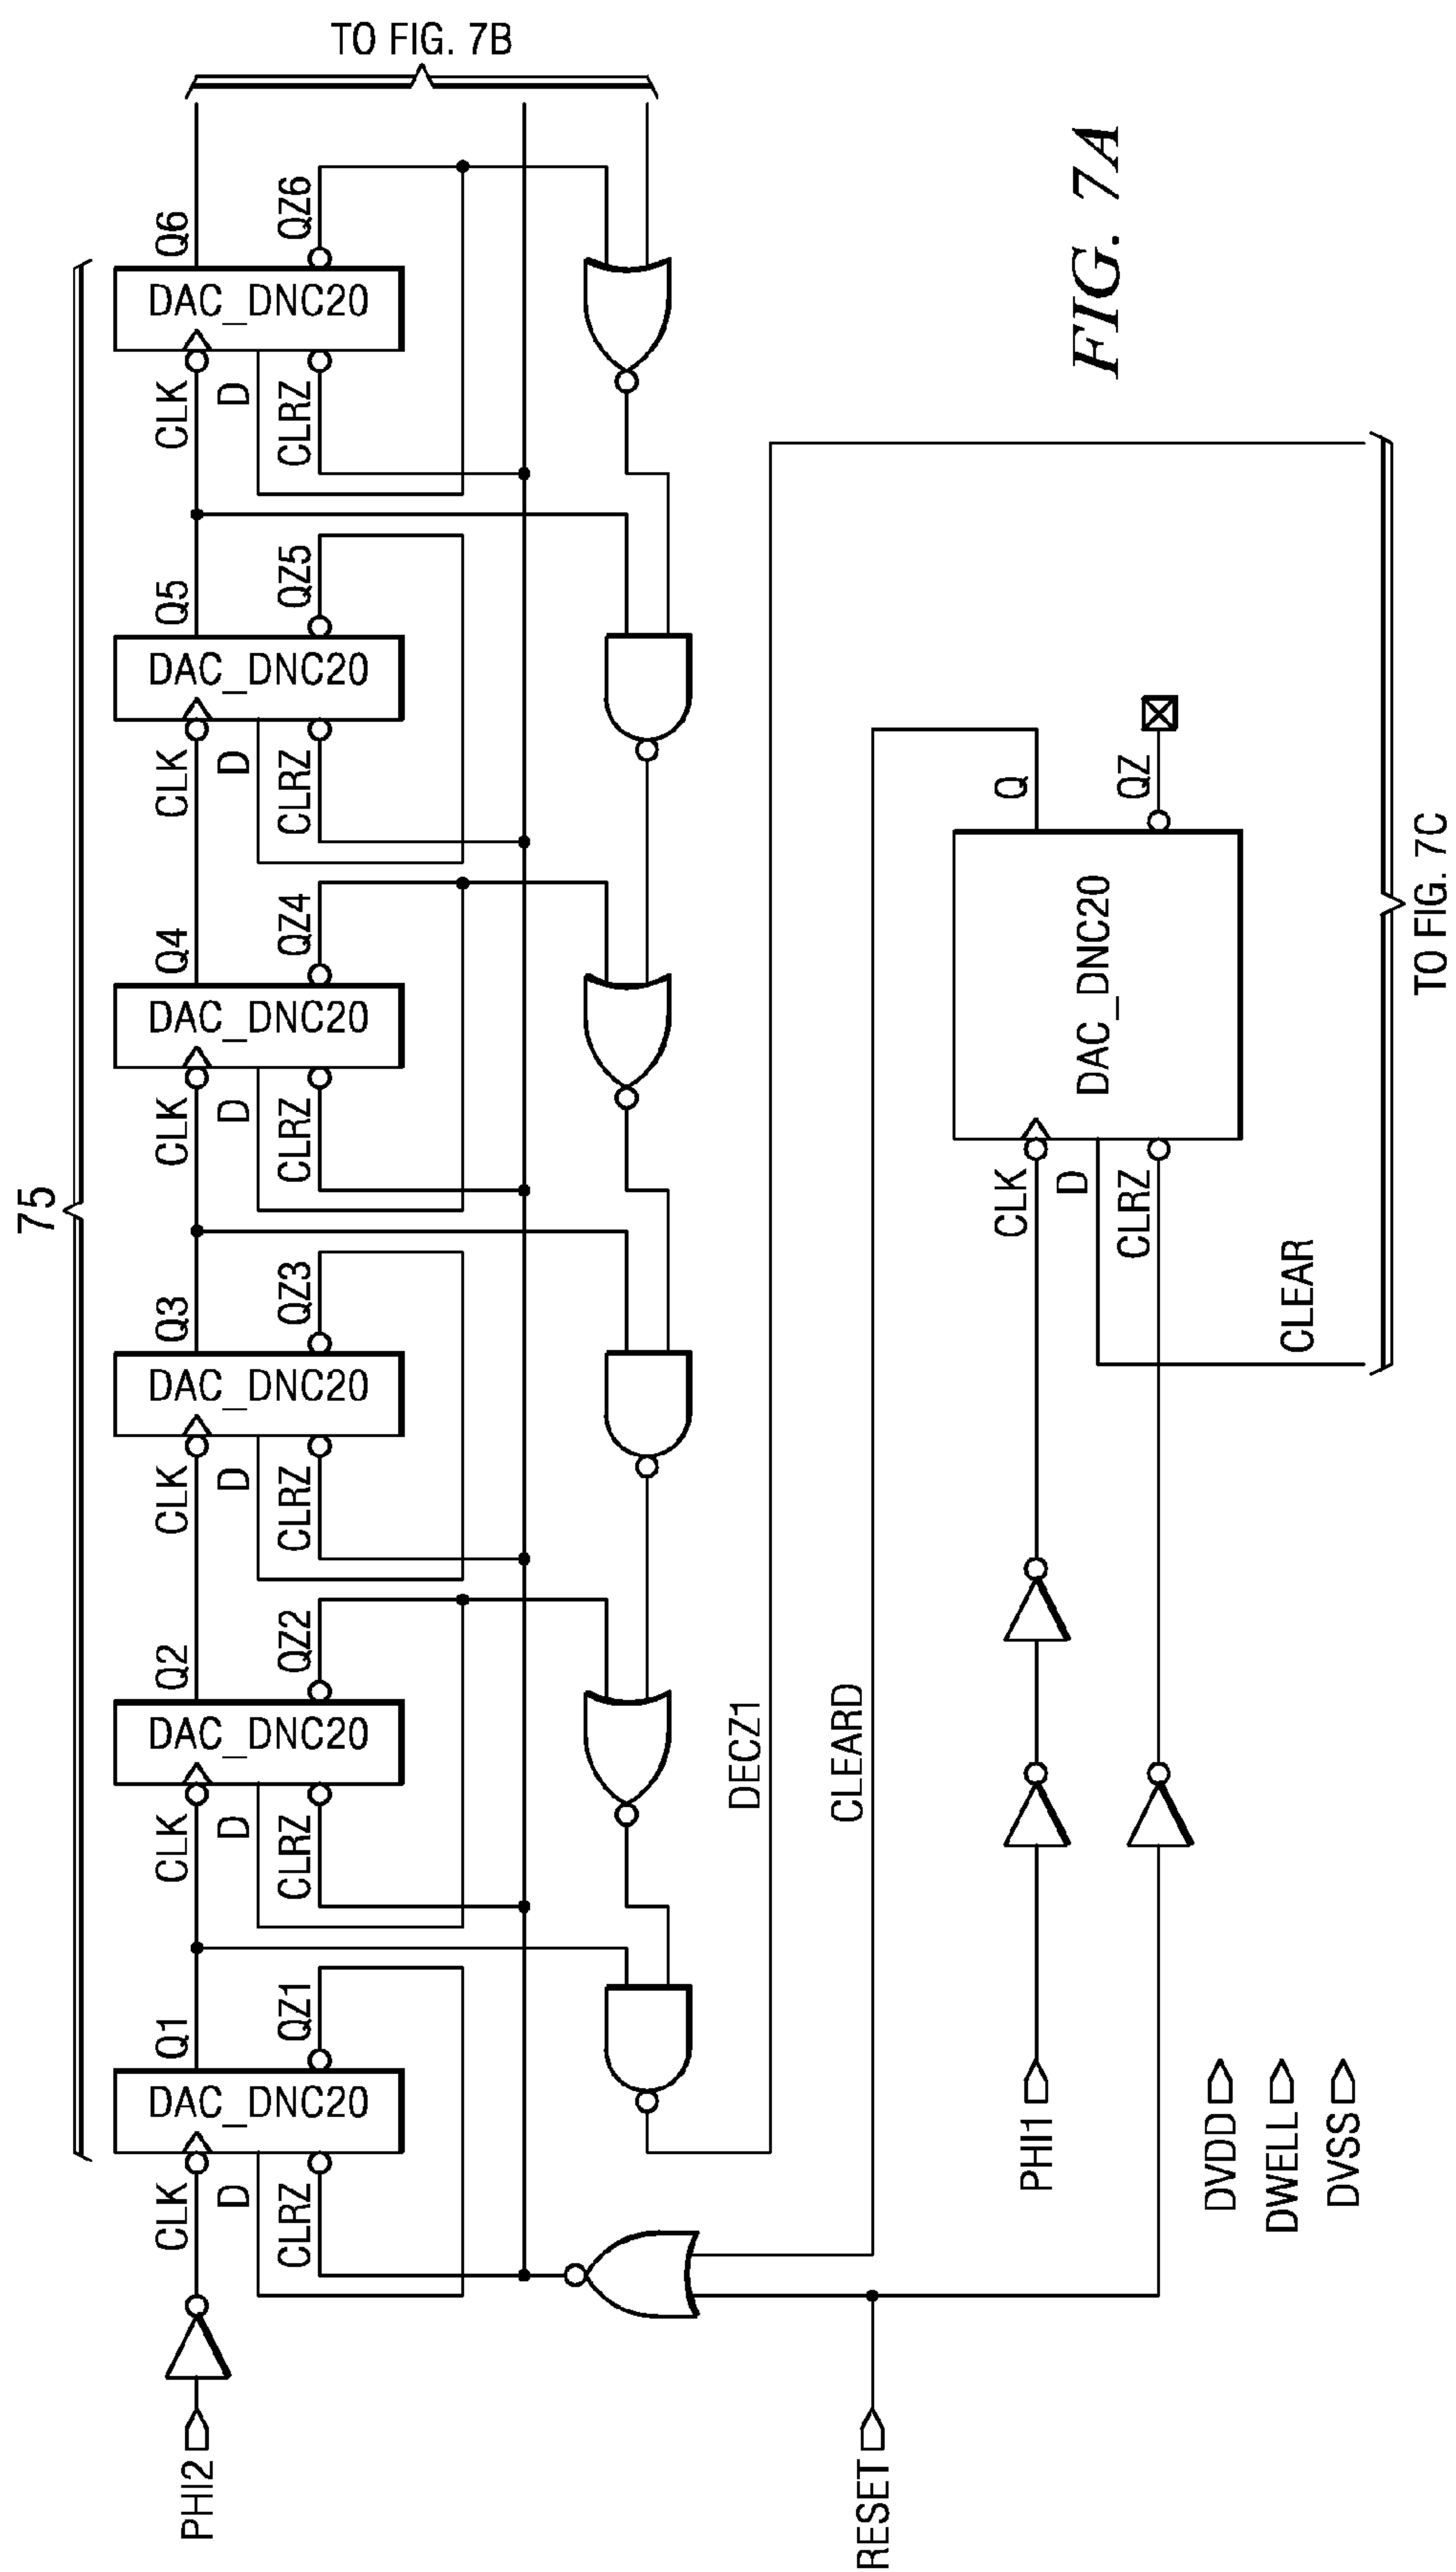 75
TO FIG. 7B
PHI2
CLK
D
CLRZ
DAC_DNC20
Q1
QZ1
CLK
D
CLRZ
DAC_DNC20
Q2
QZ2
CLK
D
CLRZ
DAC_DNC20
Q3
QZ3
CLK
D
CLRZ
DAC_DNC20
Q4
QZ4
CLK
D
CLRZ
DAC_DNC20
Q5
QZ5
CLK
D
CLRZ
DAC_DNC20
Q6
QZ6
DECZ1
CLEARD
RESET
PHI1
CLK
D
CLRZ
DAC_DNC20
Q
QZ
CLEAR
DVDD
DWELL
DVSS
TO FIG. 7C
FIG. 7A